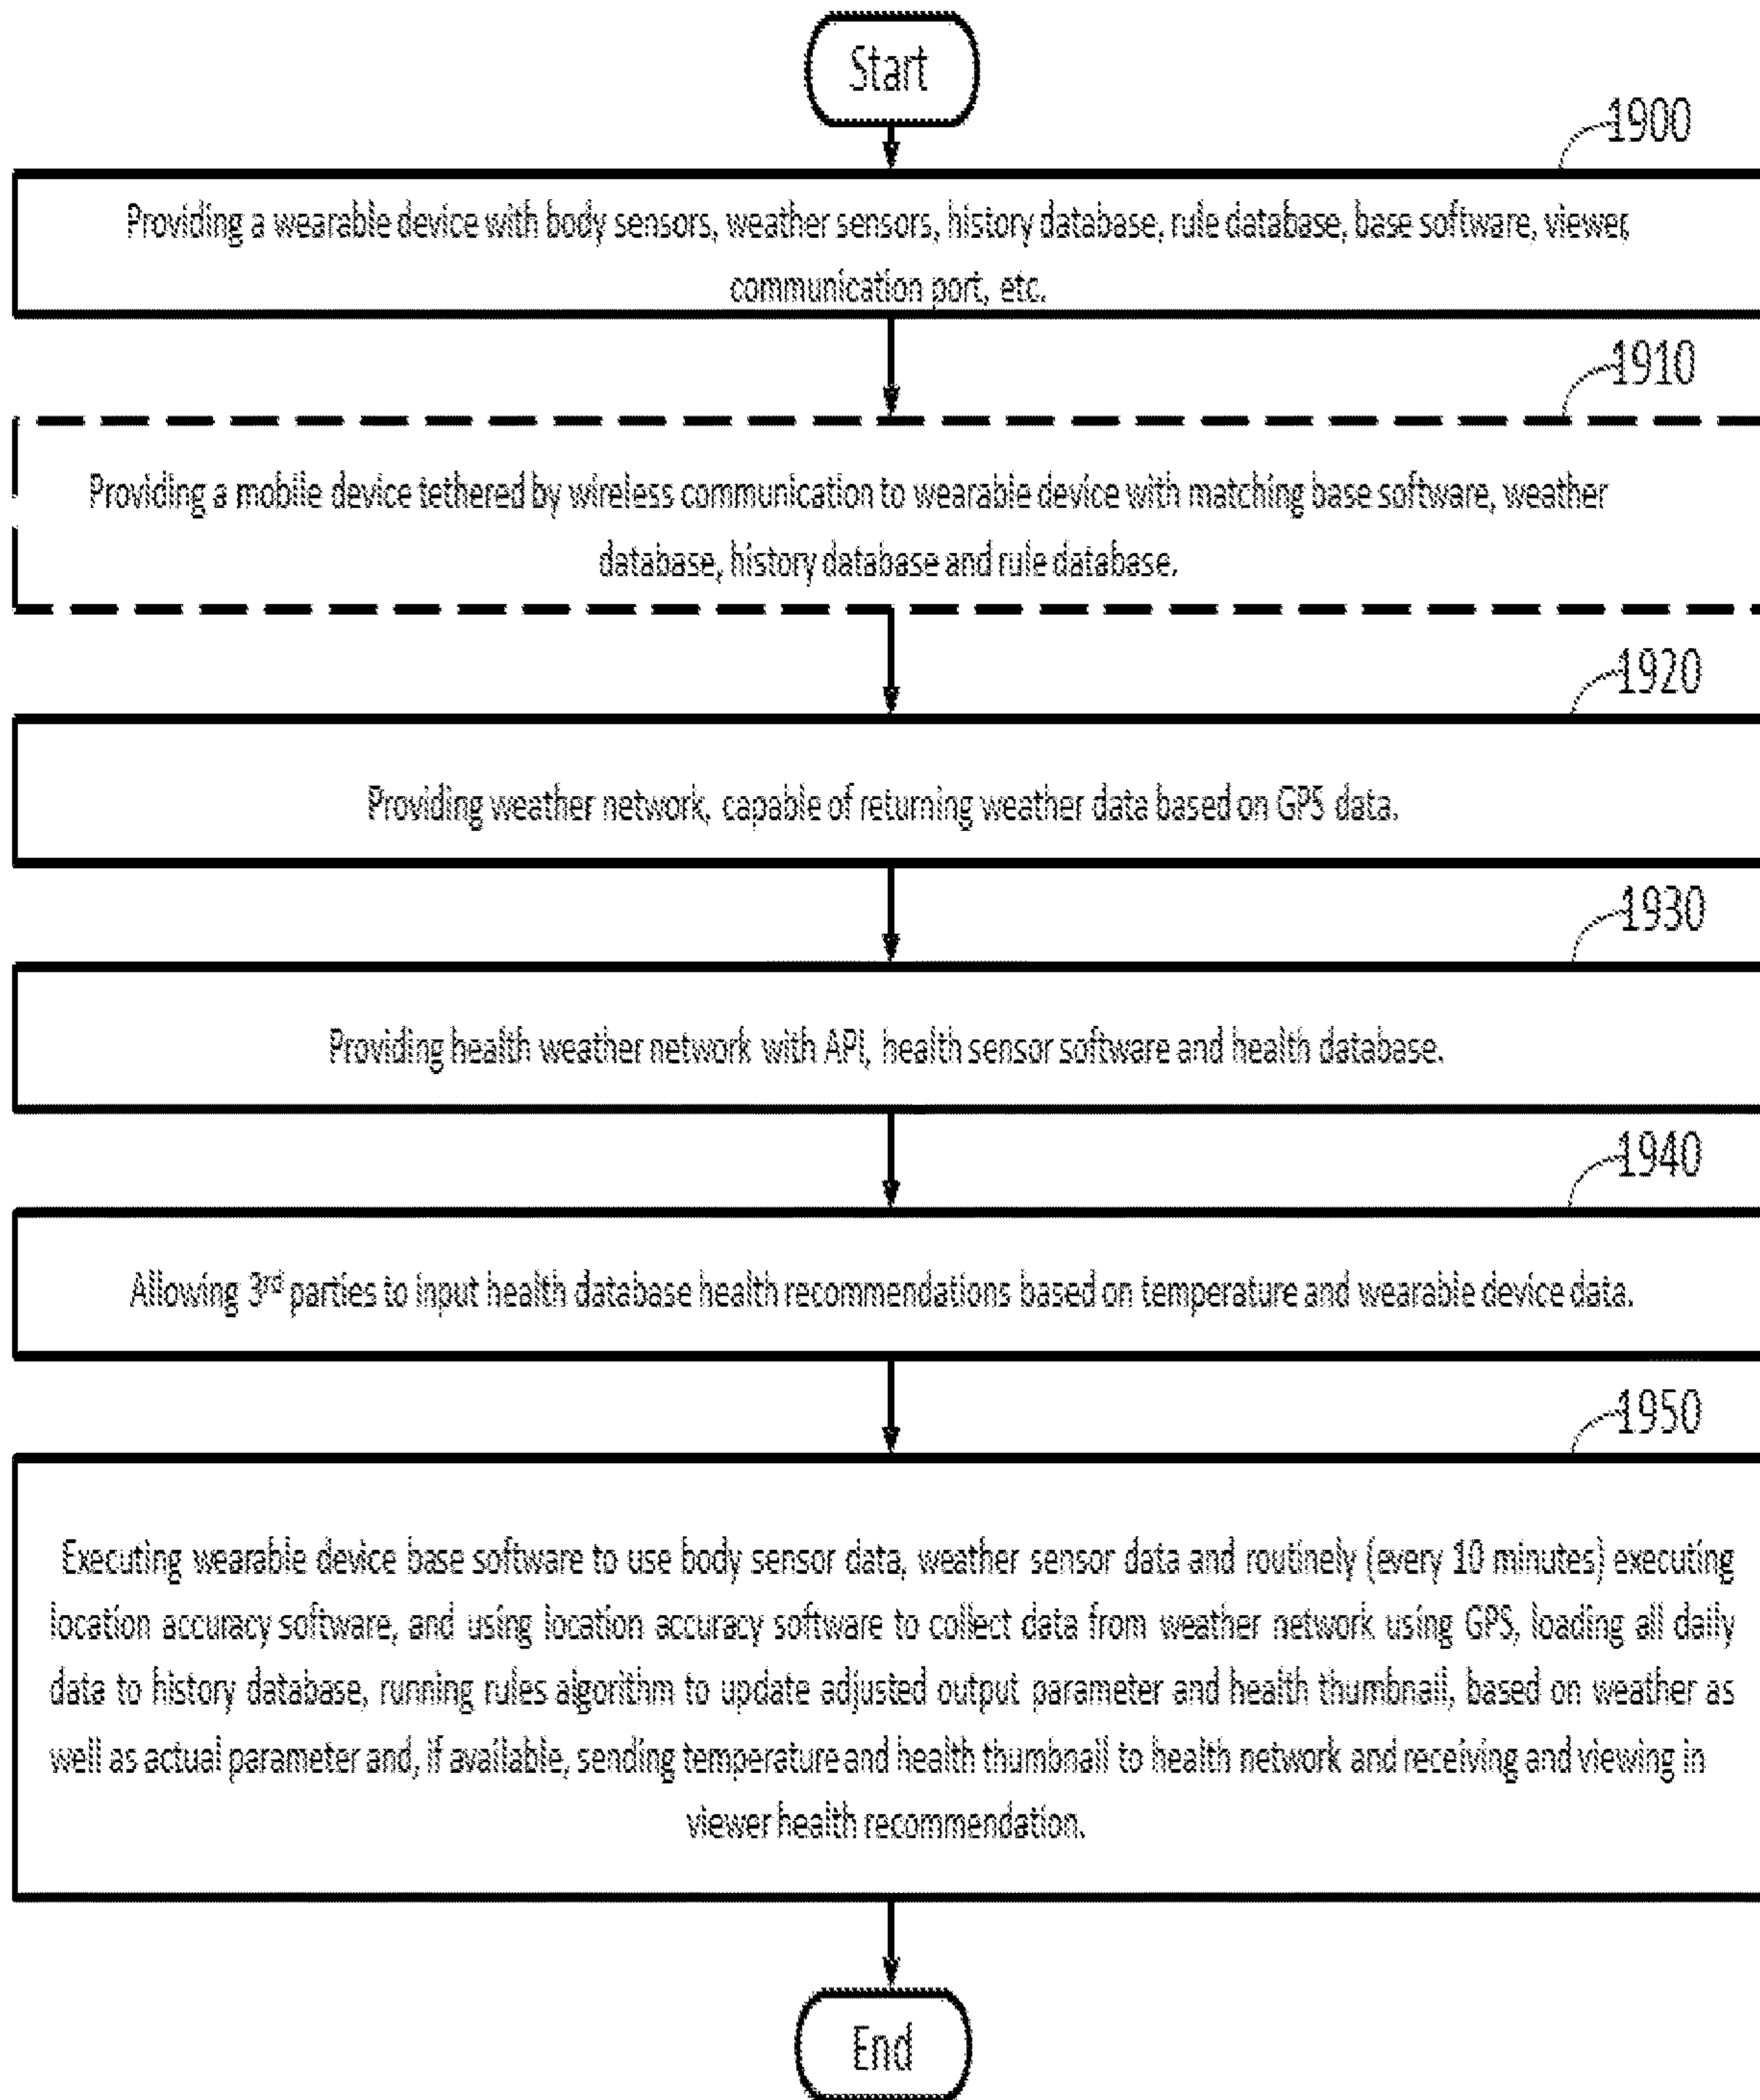 Start
1900
Providing a wearable device with body sensors, weather sensors, history database, rule database, base software, viewer,
communication port, etc.
1910
Providing a mobile device tethered by wireless communication to wearable device with matching base software, weather
database, history database and rule database.
1920
Providing weather network, capable of returning weather data based on GPS data.
1930
Providing health weather network with API, health sensor software and health database.
1940
Allowing 3rd parties to input health database health recommendations based on temperature and wearable device data.
1950
Executing wearable device base software to use body sensor data, weather sensor data and routinely (every 10 minutes) executing
location accuracy software, and using location accuracy software to collect data from weather network using GPS, loading all daily
data to history database, running rules algorithm to update adjusted output parameter and health thumbnail, based on weather as
well as actual parameter and, if available, sending temperature and health thumbnail to health network and receiving and viewing in
viewer health recommendation.
End